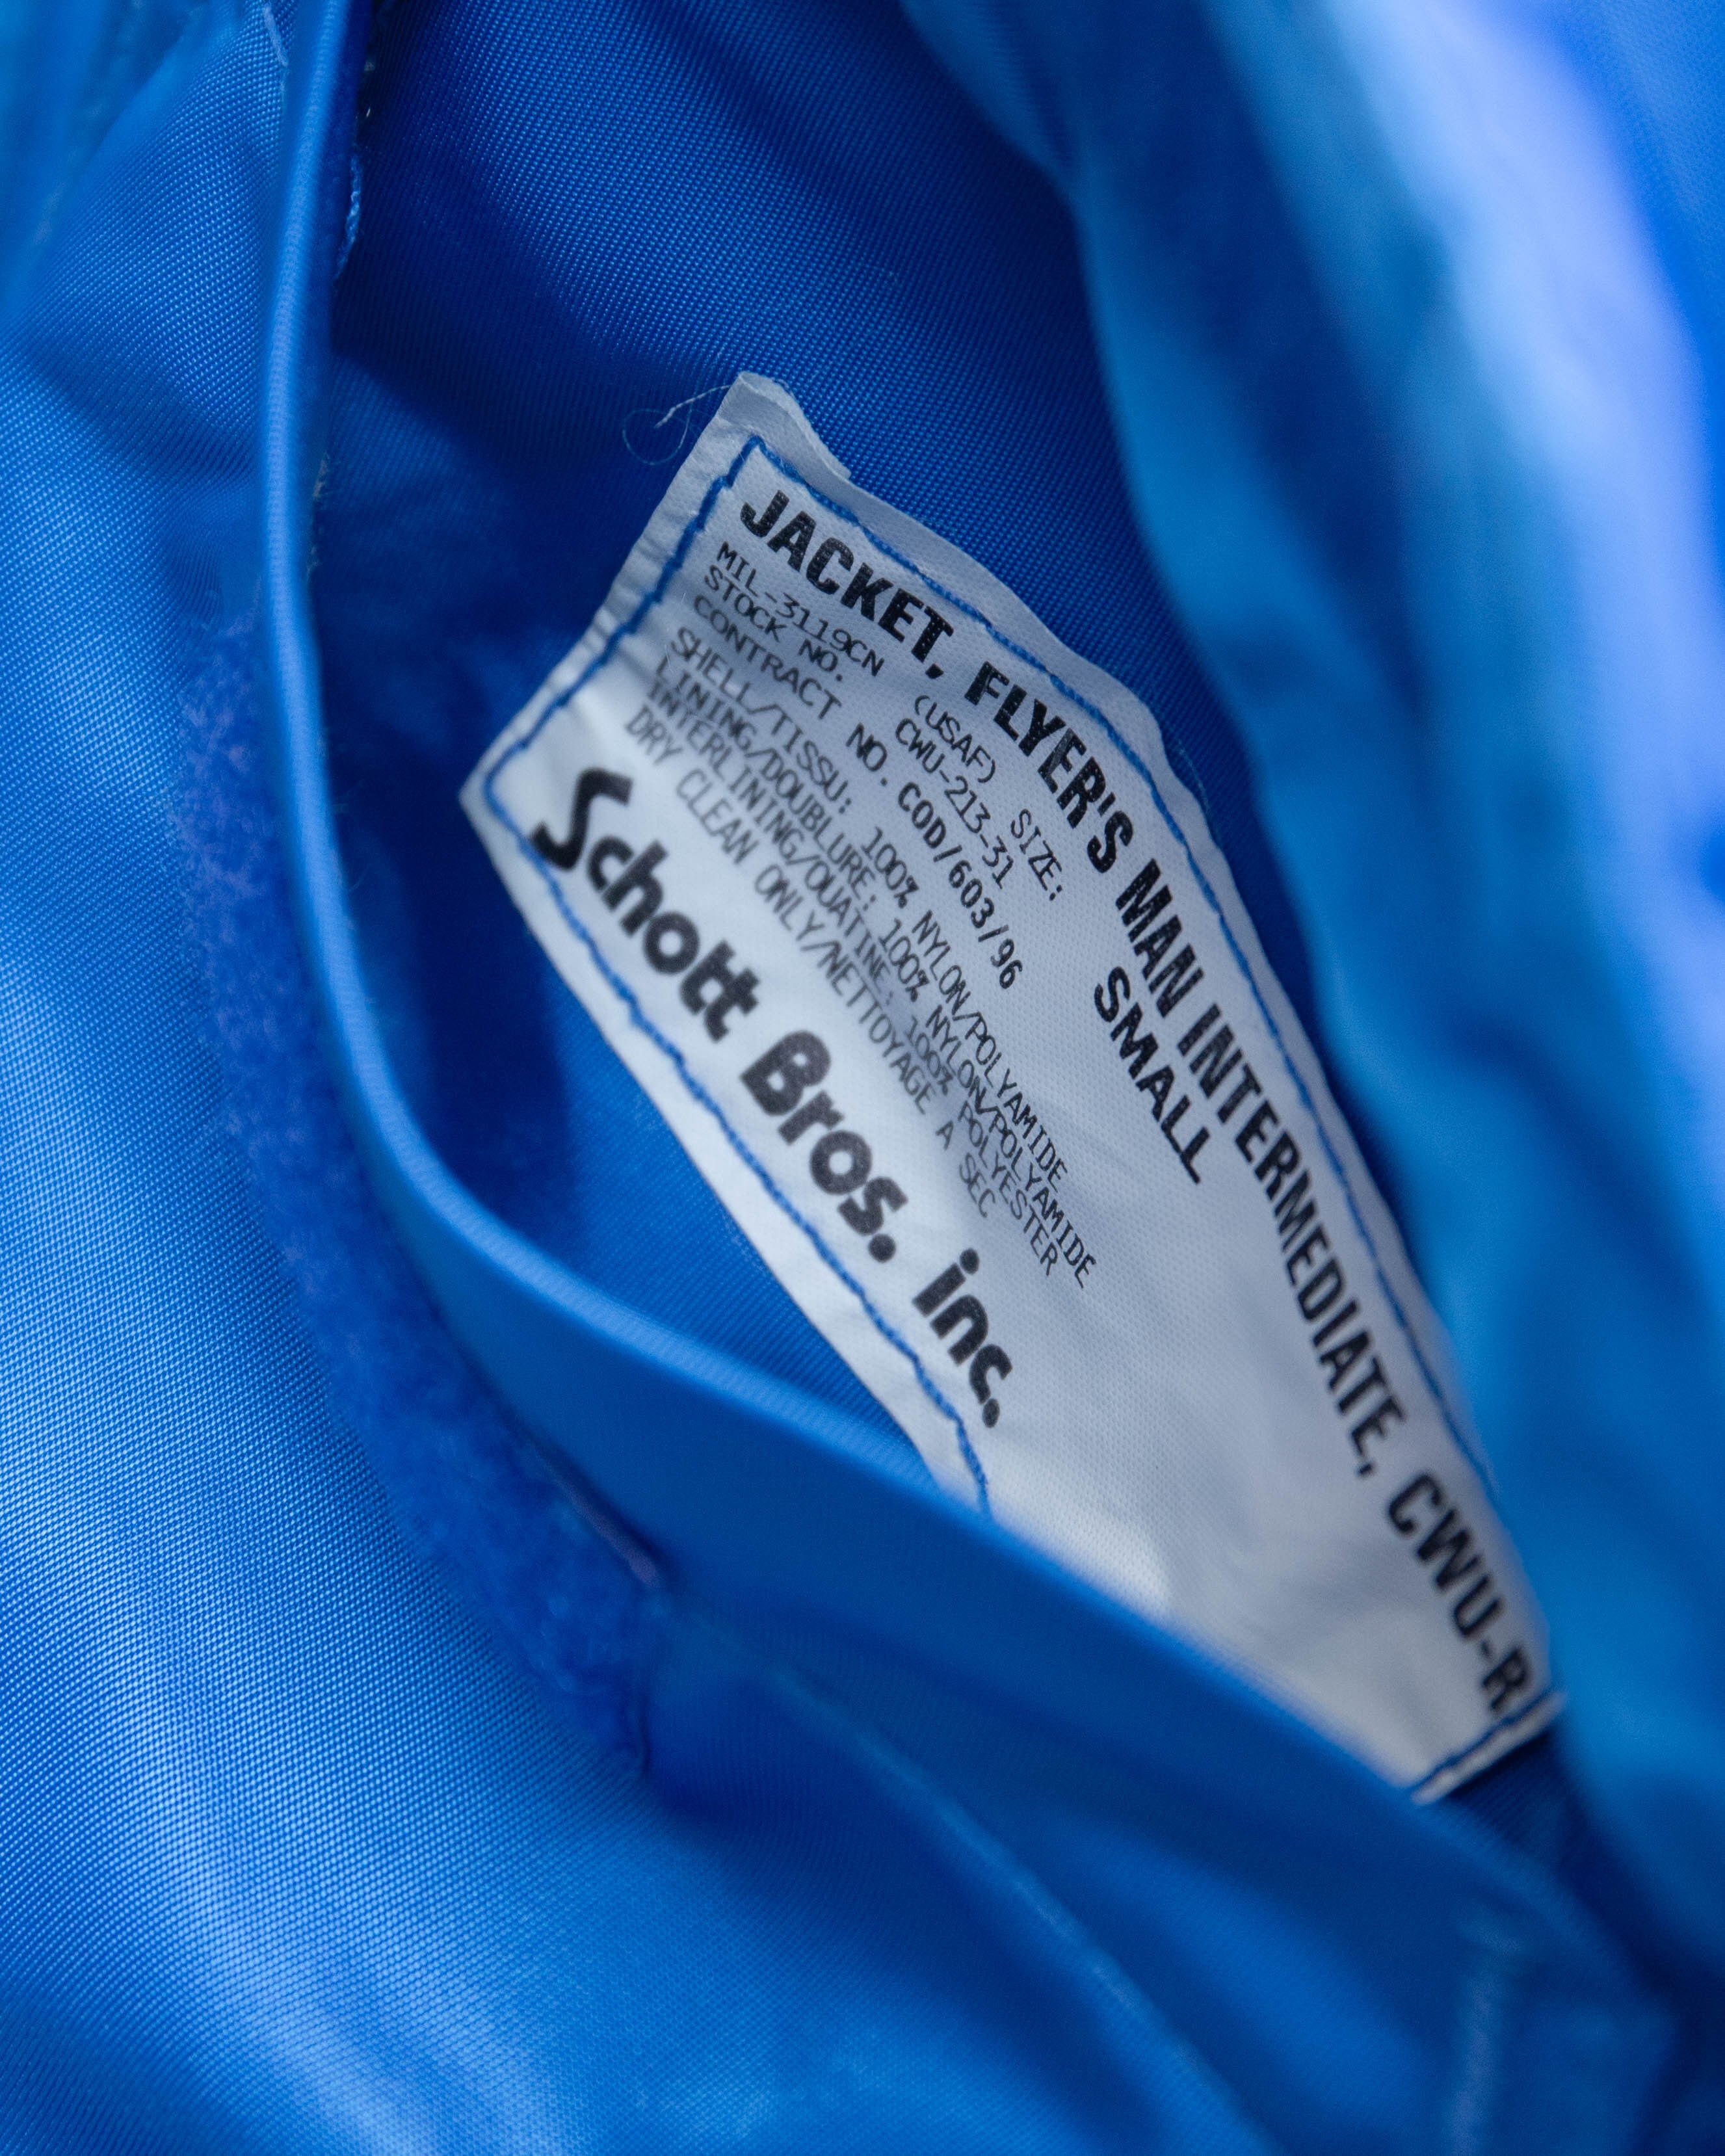 JACKET, FLYER'S MAN INTERMEDIATE, CWU-R
MIL-3119CN (USAF) SIZE: SMALL
STOCK NO. CWU-213-31
CONTRACT NO. COD/603/96
SHELL/TISSU: 100% NYLON/POLYAMIDE
LINING/DOUBLURE: 100% NYLON/POLYAMIDE
INTERLINING/OUATINE: 100% POLYESTER
DRY CLEAN ONLY/NETTOYAGE A SEC
Schott Bros. inc.